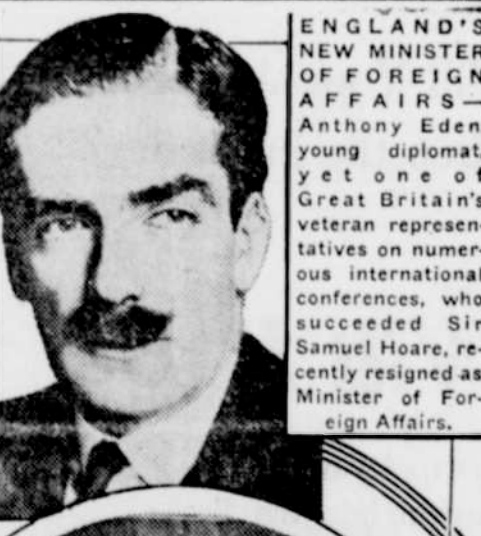 ENGLAND'S
NEW MINISTER
OF FOREIGN
AFFAIRS—
Anthony Eden
young diplomat,
yet one of
Great Britain's
veteran represen-
tatives on numer-
ous international
conferences, who
succeeded Sir
Samuel Hoare, re-
cently resigned as
Minister of For-
eign Affairs.